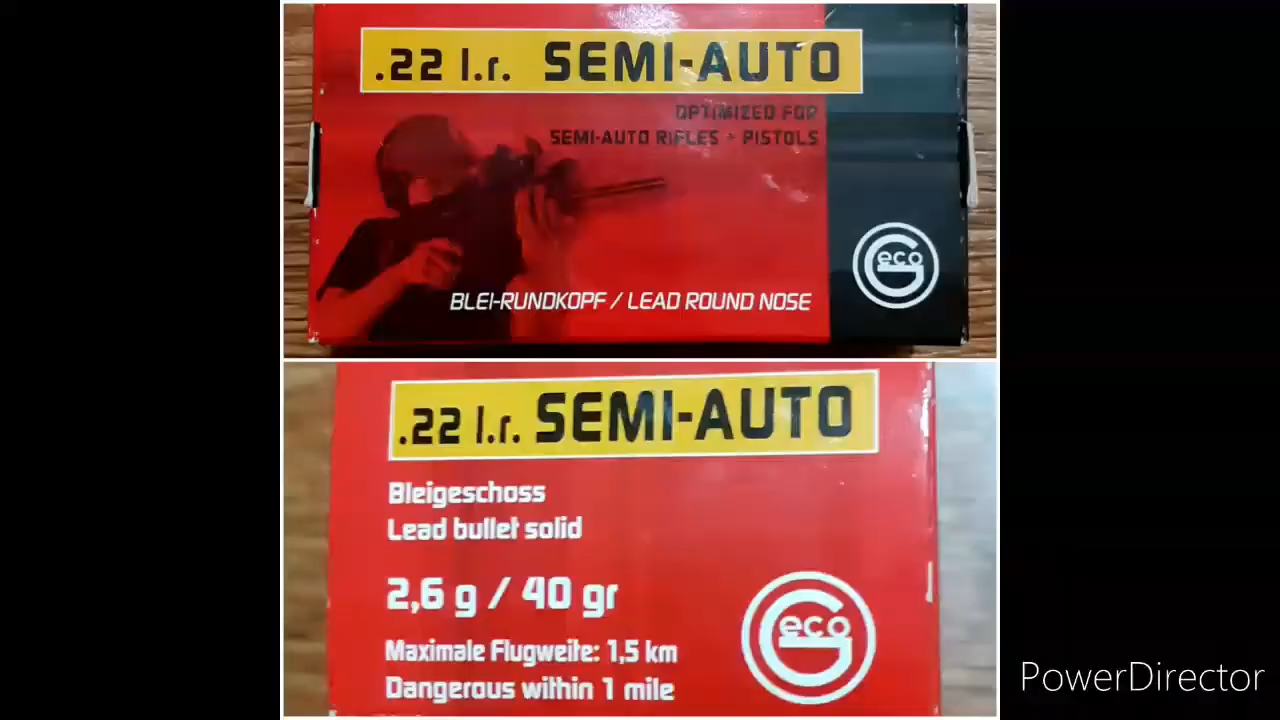 .22 l.r. SEMI-AUTO
OPTIMIZED FOR
SEMI-AUTO RIFLES + PISTOLS
Geco
BLEI-RUNDKOPF / LEAD ROUND NOSE
.22 l.r. SEMI-AUTO
Bleigeschoss
Lead bullet solid
2,6 g / 40 gr
Geco
Maximale Flugweite: 1,5 km
Dangerous within 1 mile
PowerDirector